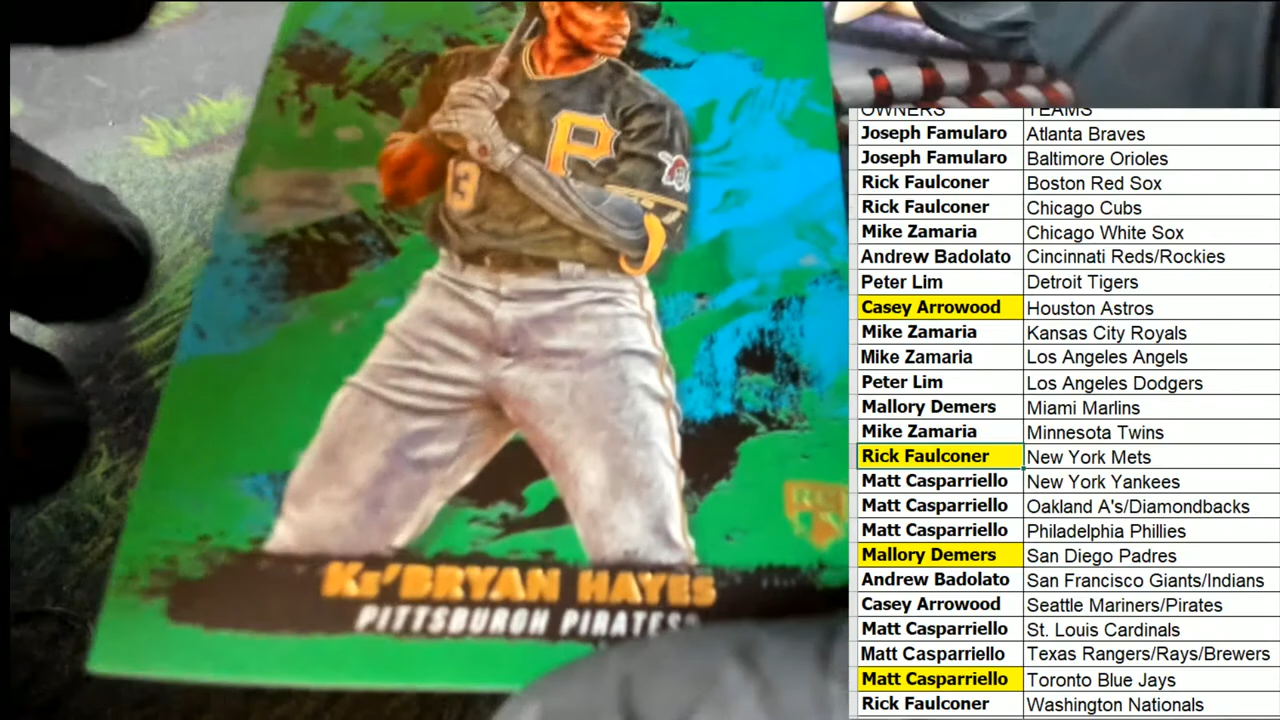 P
13
KE'BRYAN HAYES
PITTSBURGH PIRATES
OWNERS TEAMS
Joseph Famularo Atlanta Braves
Joseph Famularo Baltimore Orioles
Rick Faulconer Boston Red Sox
Rick Faulconer Chicago Cubs
Mike Zamaria Chicago White Sox
Andrew Badolato Cincinnati Reds/Rockies
Peter Lim Detroit Tigers
Casey Arrowood Houston Astros
Mike Zamaria Kansas City Royals
Mike Zamaria Los Angeles Angels
Peter Lim Los Angeles Dodgers
Mallory Demers Miami Marlins
Mike Zamaria Minnesota Twins
Rick Faulconer New York Mets
Matt Casparriello New York Yankees
Matt Casparriello Oakland A's/Diamondbacks
Matt Casparriello Philadelphia Phillies
Mallory Demers San Diego Padres
Andrew Badolato San Francisco Giants/Indians
Casey Arrowood Seattle Mariners/Pirates
Matt Casparriello St. Louis Cardinals
Matt Casparriello Texas Rangers/Rays/Brewers
Matt Casparriello Toronto Blue Jays
Rick Faulconer Washington Nationals